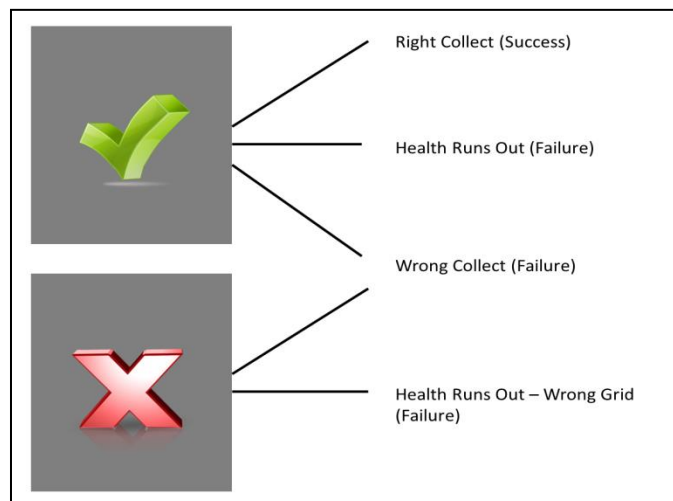 Right Collect (Success)
Health Runs Out (Failure)
Wrong Collect (Failure)
Health Runs Out – Wrong Grid
(Failure)